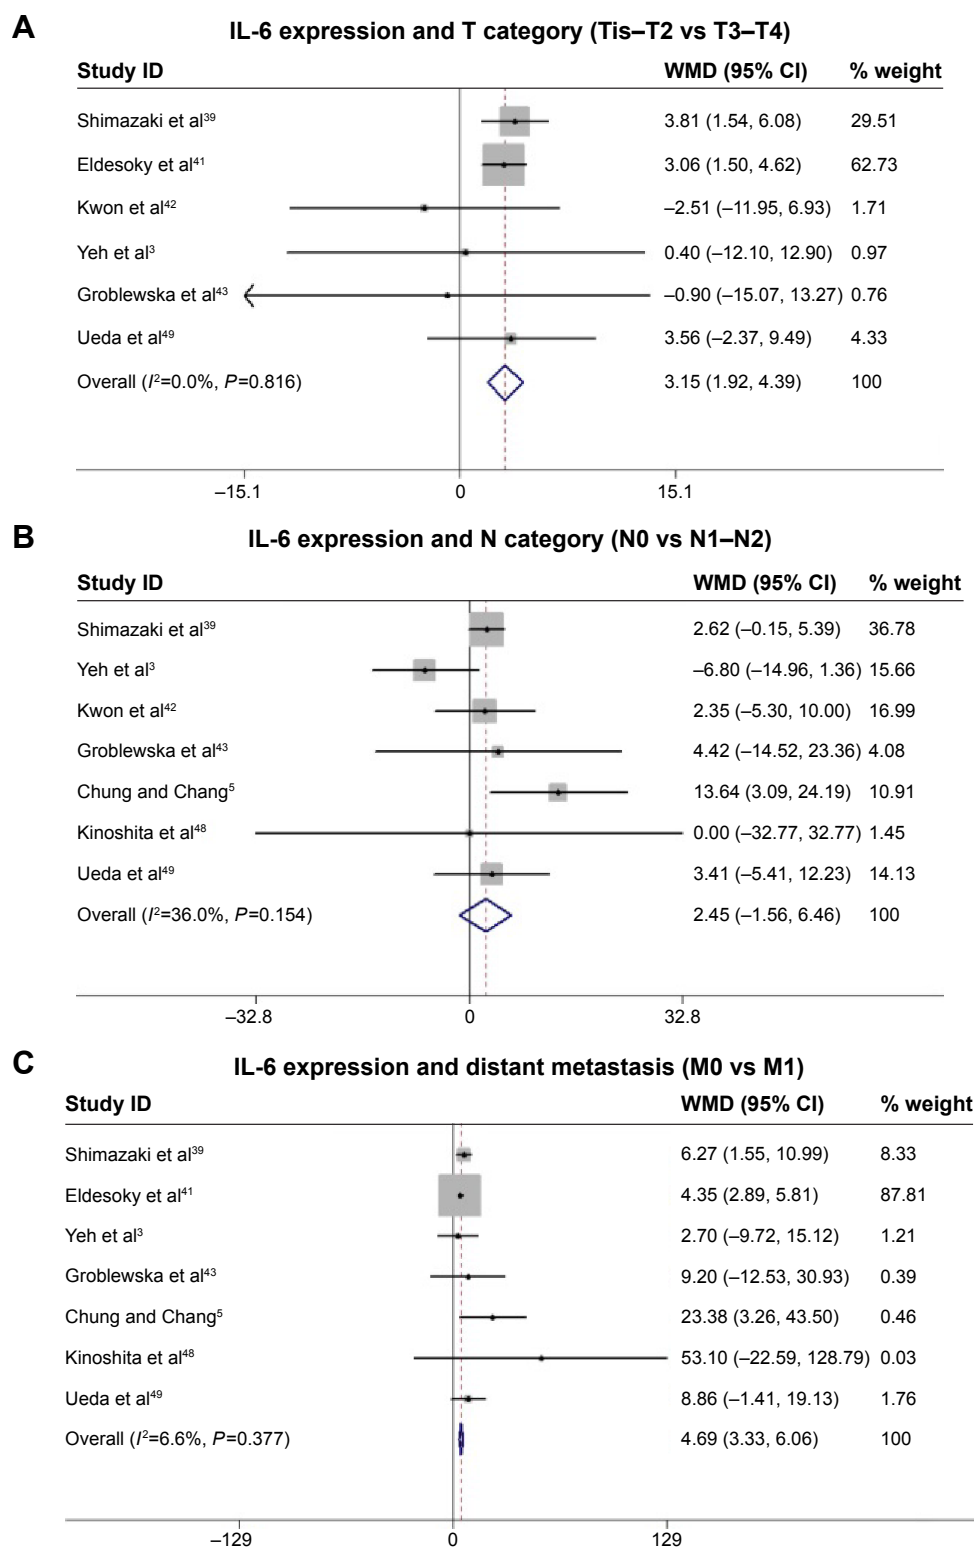 A
IL-6 expression and T category (Tis–T2 vs T3–T4)
Study ID WMD (95% CI) % weight
Shimazaki et al³⁹ 3.81 (1.54, 6.08) 29.51
Eldesoky et al⁴¹ 3.06 (1.50, 4.62) 62.73
Kwon et al⁴² –2.51 (–11.95, 6.93) 1.71
Yeh et al³ 0.40 (–12.10, 12.90) 0.97
Groblewska et al⁴³ –0.90 (–15.07, 13.27) 0.76
Ueda et al⁴⁹ 3.56 (–2.37, 9.49) 4.33
Overall (I²=0.0%, P=0.816) 3.15 (1.92, 4.39) 100
–15.1 0 15.1
B
IL-6 expression and N category (N0 vs N1–N2)
Study ID WMD (95% CI) % weight
Shimazaki et al³⁹ 2.62 (–0.15, 5.39) 36.78
Yeh et al³ –6.80 (–14.96, 1.36) 15.66
Kwon et al⁴² 2.35 (–5.30, 10.00) 16.99
Groblewska et al⁴³ 4.42 (–14.52, 23.36) 4.08
Chung and Chang⁵ 13.64 (3.09, 24.19) 10.91
Kinoshita et al⁴⁸ 0.00 (–32.77, 32.77) 1.45
Ueda et al⁴⁹ 3.41 (–5.41, 12.23) 14.13
Overall (I²=36.0%, P=0.154) 2.45 (–1.56, 6.46) 100
–32.8 0 32.8
C
IL-6 expression and distant metastasis (M0 vs M1)
Study ID WMD (95% CI) % weight
Shimazaki et al³⁹ 6.27 (1.55, 10.99) 8.33
Eldesoky et al⁴¹ 4.35 (2.89, 5.81) 87.81
Yeh et al³ 2.70 (–9.72, 15.12) 1.21
Groblewska et al⁴³ 9.20 (–12.53, 30.93) 0.39
Chung and Chang⁵ 23.38 (3.26, 43.50) 0.46
Kinoshita et al⁴⁸ 53.10 (–22.59, 128.79) 0.03
Ueda et al⁴⁹ 8.86 (–1.41, 19.13) 1.76
Overall (I²=6.6%, P=0.377) 4.69 (3.33, 6.06) 100
–129 0 129